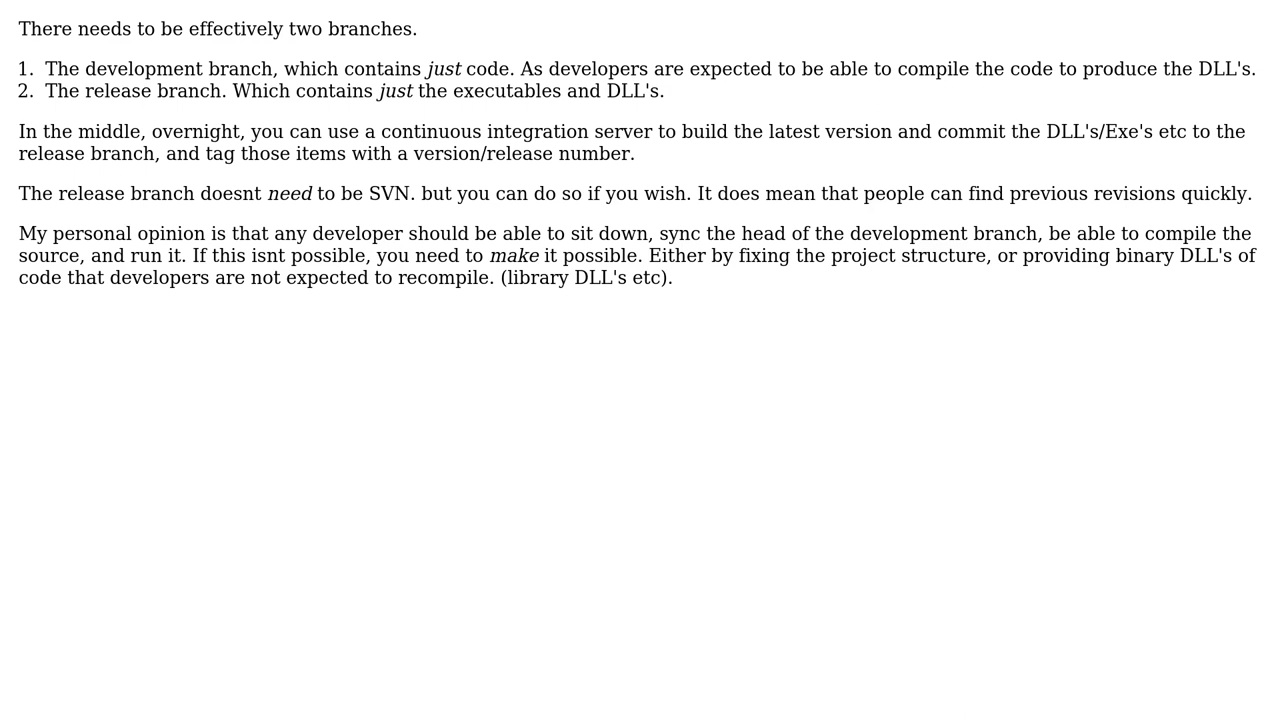 There needs to be effectively two branches.
1. The development branch, which contains just code. As developers are expected to be able to compile the code to produce the DLL's.
2. The release branch. Which contains just the executables and DLL's.
In the middle, overnight, you can use a continuous integration server to build the latest version and commit the DLL's/Exe's etc to the
release branch, and tag those items with a version/release number.
The release branch doesnt need to be SVN. but you can do so if you wish. It does mean that people can find previous revisions quickly.
My personal opinion is that any developer should be able to sit down, sync the head of the development branch, be able to compile the
source, and run it. If this isnt possible, you need to make it possible. Either by fixing the project structure, or providing binary DLL's of
code that developers are not expected to recompile. (library DLL's etc).